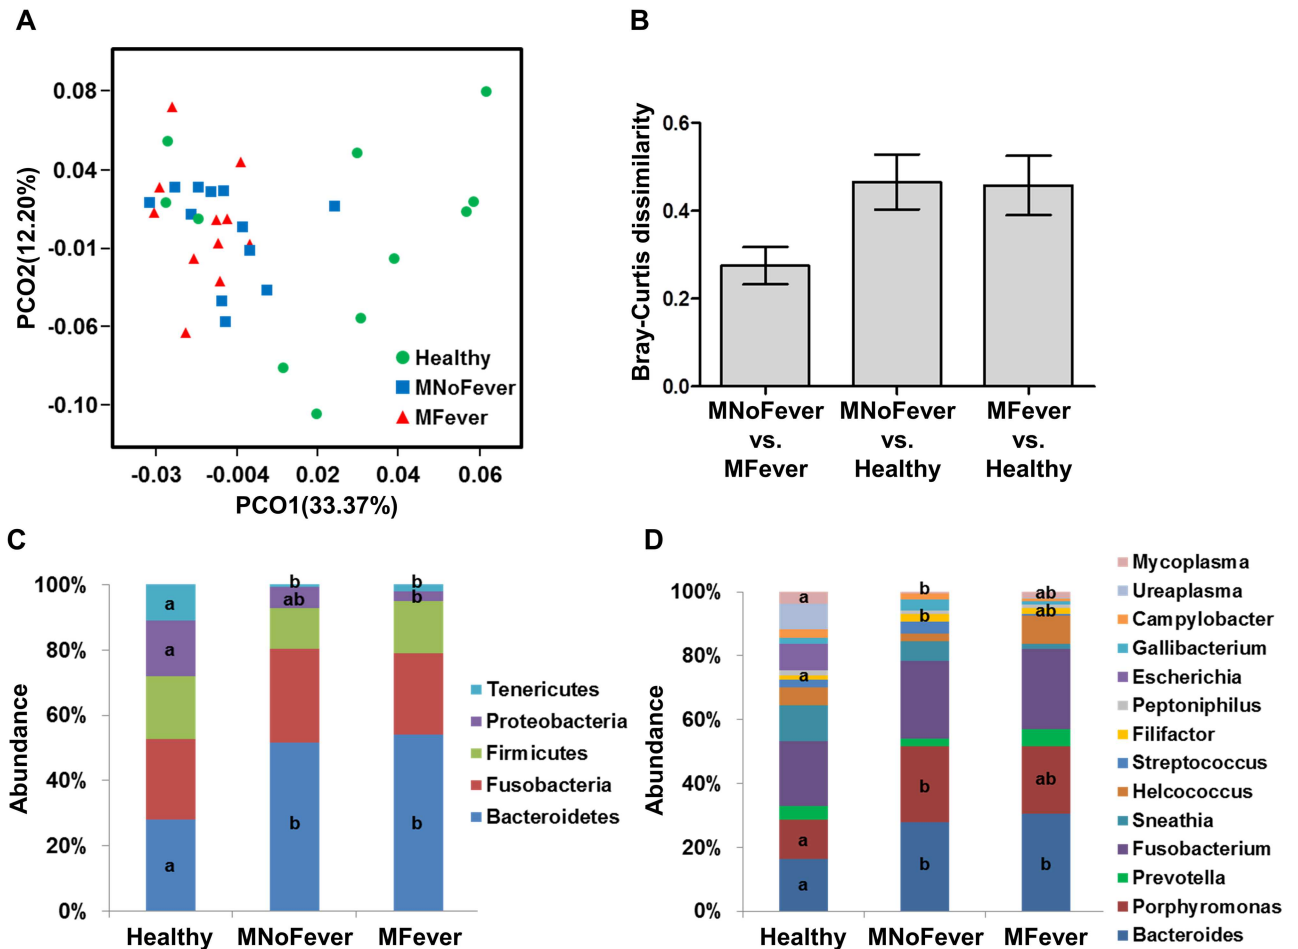 A
0.08
0.04
-0.01
-0.06
-0.10
PCO2(12.20%)
Healthy
MNoFever
MFever
-0.03
-0.004
0.02
0.04
0.06
PCO1(33.37%)
B
Bray-Curtis dissimilarity
0.6
0.4
0.2
0.0
MNoFever
vs.
MFever
MNoFever
vs.
Healthy
MFever
vs.
Healthy
C
Abundance
100%
80%
60%
40%
20%
0%
a
a
a
b
ab
b
b
b
b
Healthy
MNoFever
MFever
Tenericutes
Proteobacteria
Firmicutes
Fusobacteria
Bacteroidetes
D
Abundance
100%
80%
60%
40%
20%
0%
a
a
a
a
b
b
b
b
ab
ab
ab
b
Healthy
MNoFever
MFever
Mycoplasma
Ureaplasma
Campylobacter
Gallibacterium
Escherichia
Peptoniphilus
Filifactor
Streptococcus
Helcococcus
Sneathia
Fusobacterium
Prevotella
Porphyromonas
Bacteroides